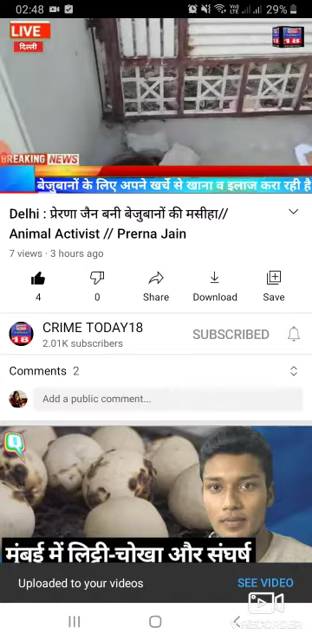 02:48
29%
LIVE
दिल्ली
BREAKING NEWS
बेजुबानों के लिए अपने खर्चे से खाना व इलाज करा रही है
Delhi : प्रेरणा जैन बनी बेजुबानों की मसीहा//
Animal Activist // Prerna Jain
7 views · 3 hours ago
4
0
Share
Download
Save
CRIME TODAY18
SUBSCRIBED
2.01K subscribers
Comments 2
Add a public comment...
मुंबई में लिट्टी-चोखा और संघर्ष
Uploaded to your videos
SEE VIDEO
RECORDER